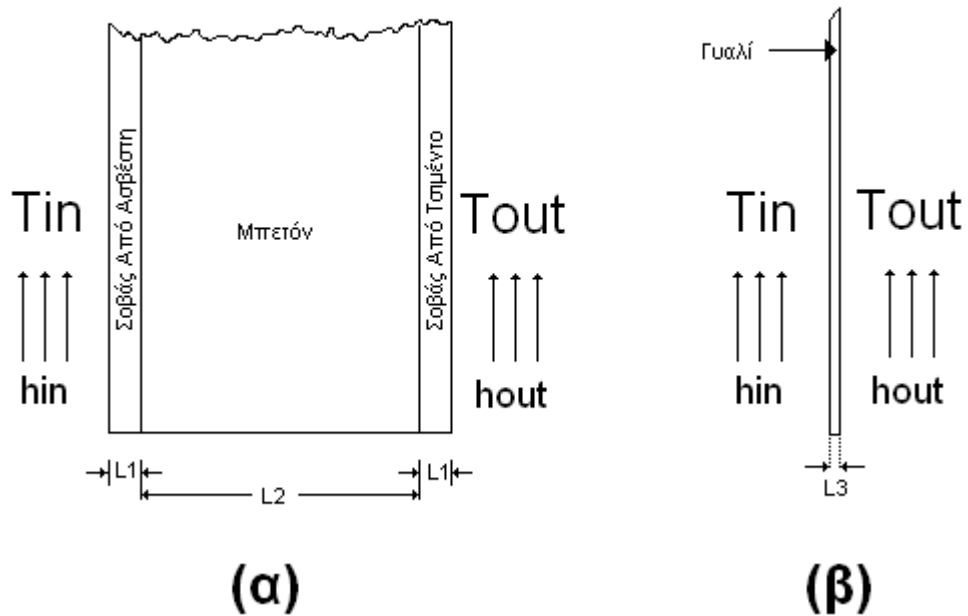 Σοβάς Από Ασβέστη
Μπετόν
Σοβάς Από Τσιμέντο
Tin
Tout
hin
hout
L1
L2
L1
(α)
Γυαλί
Tin
Tout
hin
hout
L3
(β)